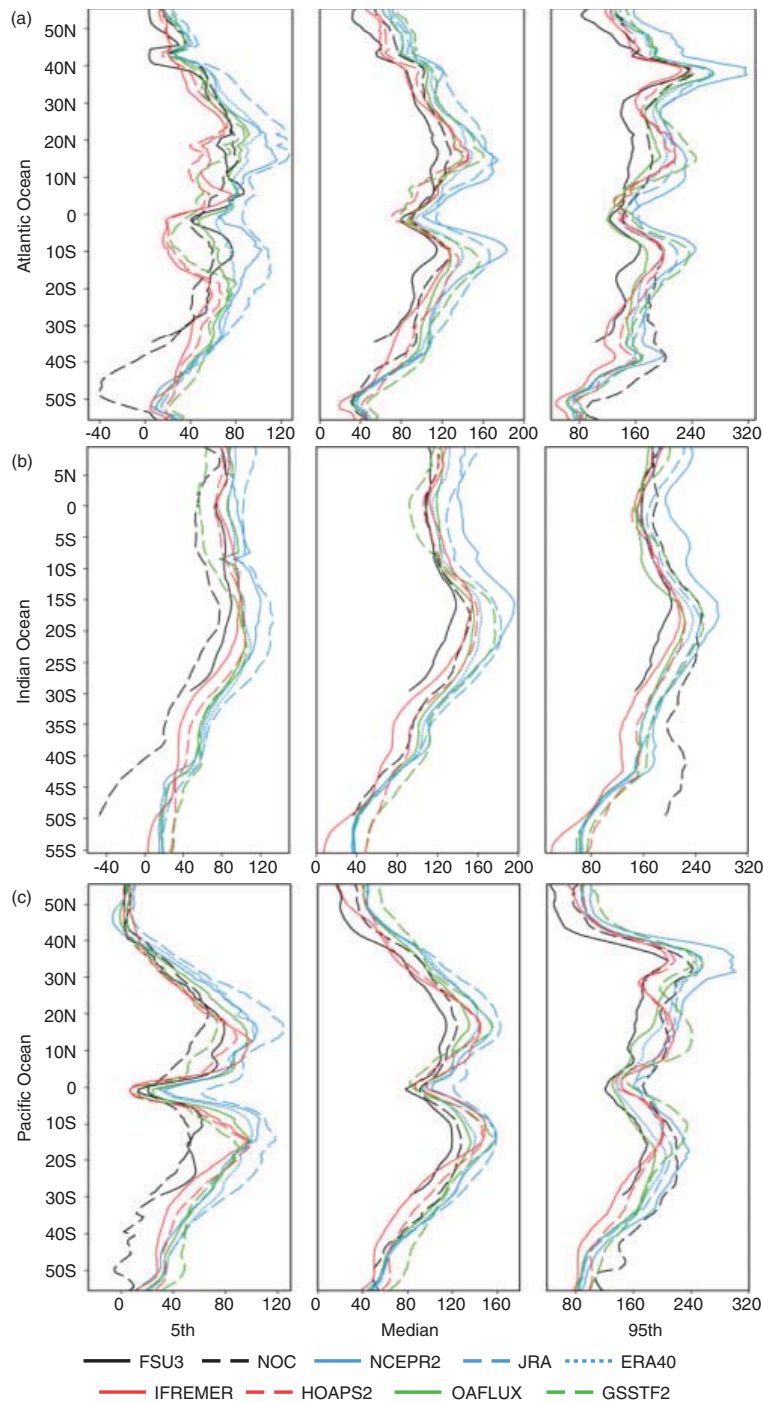 (a)
50N
40N
30N
20N
10N
0
10S
20S
30S
40S
50S
Atlantic Ocean
-40 0 40 80 120
0 40 80 120 160 200
80 160 240 320
(b)
5N
0
5S
10S
15S
20S
25S
30S
35S
40S
45S
50S
55S
Indian Ocean
-40 0 40 80 120
0 40 80 120 160 200
80 160 240 320
(c)
50N
40N
30N
20N
10N
0
10S
20S
30S
40S
50S
Pacific Ocean
0 40 80 120
0 40 80 120 160
80 160 240 320
5th Median 95th
FSU3 NOC NCEPR2 JRA ERA40
IFREMER HOAPS2 OAFLUX GSSTF2